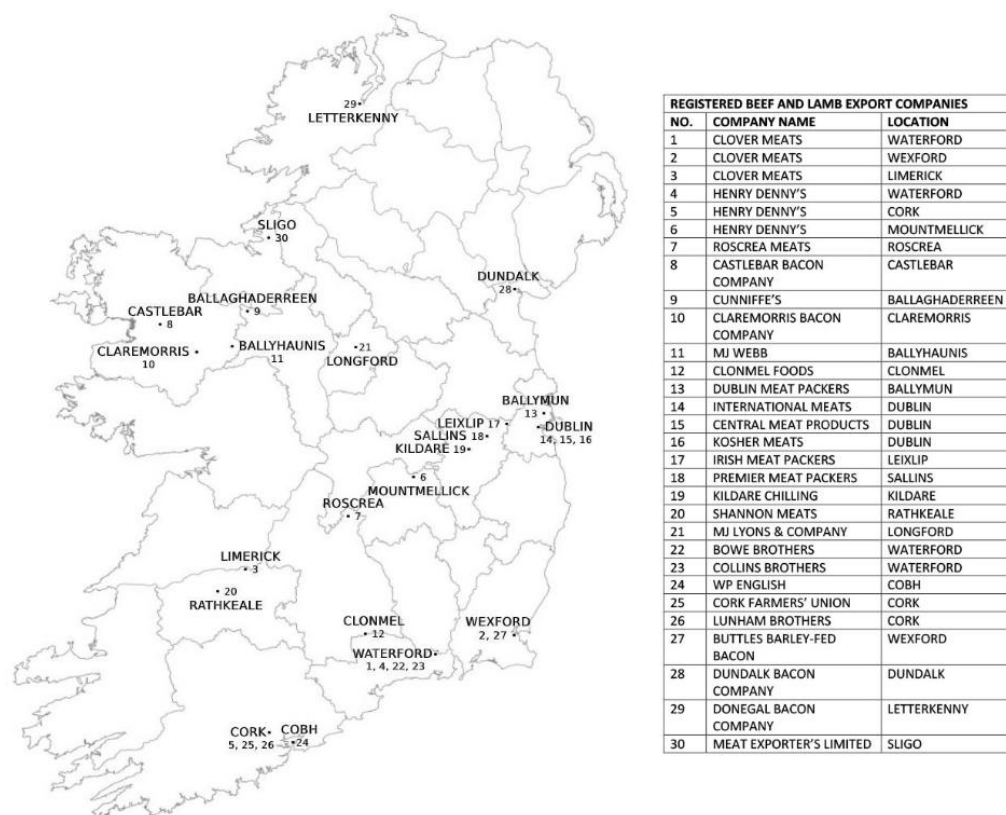 29
LETTERKENNY
SLIGO
30
DUNDALK
28
BALLAGHADERREEN
9
CASTLEBAR
8
BALLYHAUNIS
11
CLAREMORRIS
10
21
LONGFORD
BALLYMUN
13
LEIXLIP 17
DUBLIN
14, 15, 16
SALLINS 18
KILDARE 19
6
MOUNTMELLICK
ROSCREA
7
LIMERICK
3
20
RATHKEALE
CLONMEL
12
WEXFORD
2, 27
WATERFORD
1, 4, 22, 23
CORK
5, 25, 26
COBH
24
REGISTERED BEEF AND LAMB EXPORT COMPANIES
NO. COMPANY NAME LOCATION
1 CLOVER MEATS WATERFORD
2 CLOVER MEATS WEXFORD
3 CLOVER MEATS LIMERICK
4 HENRY DENNY'S WATERFORD
5 HENRY DENNY'S CORK
6 HENRY DENNY'S MOUNTMELLICK
7 ROSCREA MEATS ROSCREA
8 CASTLEBAR BACON CASTLEBAR
COMPANY
9 CUNNIFFE'S BALLAGHADERREEN
10 CLAREMORRIS BACON CLAREMORRIS
COMPANY
11 MJ WEBB BALLYHAUNIS
12 CLONMEL FOODS CLONMEL
13 DUBLIN MEAT PACKERS BALLYMUN
14 INTERNATIONAL MEATS DUBLIN
15 CENTRAL MEAT PRODUCTS DUBLIN
16 KOSHER MEATS DUBLIN
17 IRISH MEAT PACKERS LEIXLIP
18 PREMIER MEAT PACKERS SALLINS
19 KILDARE CHILLING KILDARE
20 SHANNON MEATS RATHKEALE
21 MJ LYONS & COMPANY LONGFORD
22 BOWE BROTHERS WATERFORD
23 COLLINS BROTHERS WATERFORD
24 WP ENGLISH COBH
25 CORK FARMERS' UNION CORK
26 LUNHAM BROTHERS CORK
27 BUTTLES BARLEY-FED WEXFORD
BACON
28 DUNDALK BACON DUNDALK
COMPANY
29 DONEGAL BACON LETTERKENNY
COMPANY
30 MEAT EXPORTER'S LIMITED SLIGO